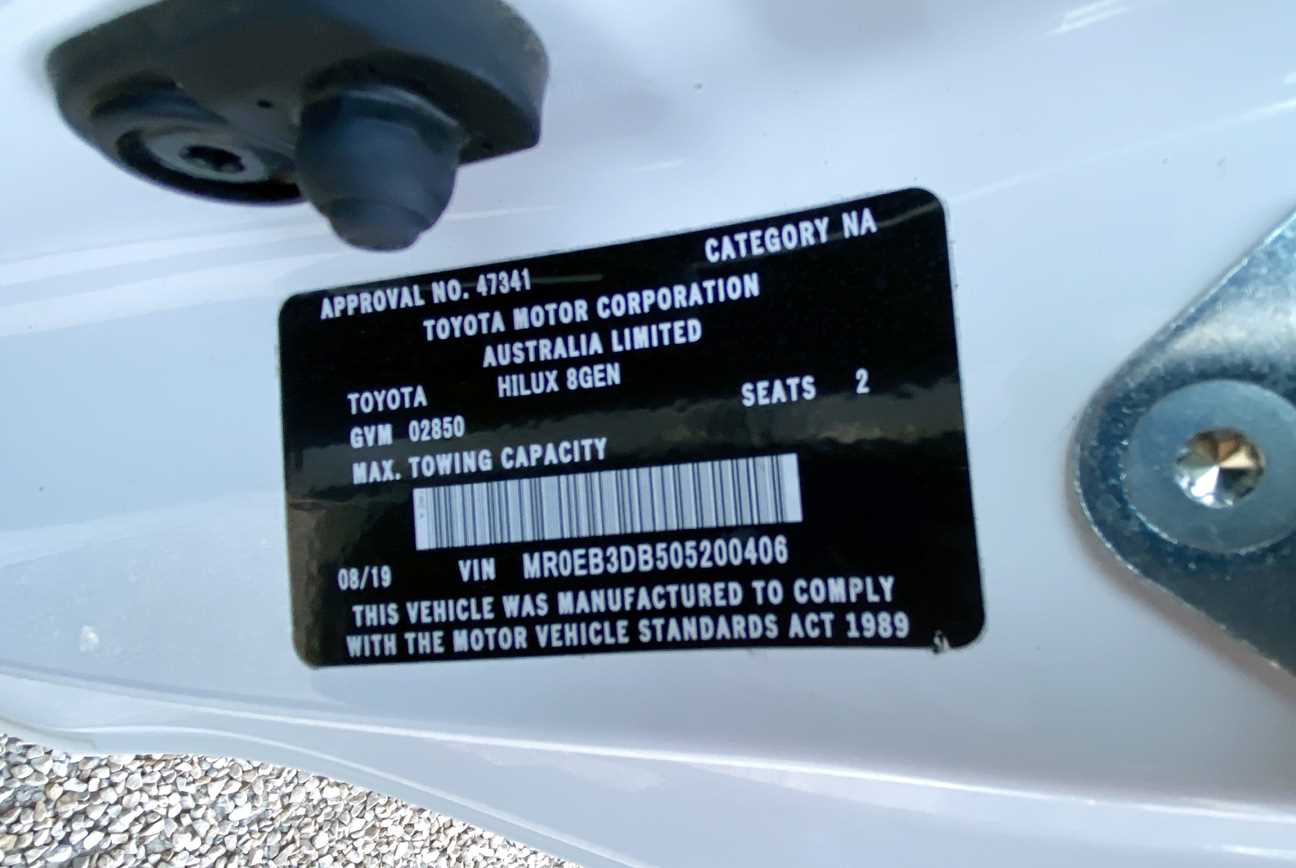 APPROVAL NO. 47341 CATEGORY NA
TOYOTA MOTOR CORPORATION
AUSTRALIA LIMITED
TOYOTA HILUX 8GEN
GVM 02850 SEATS 2
MAX. TOWING CAPACITY
08/19 VIN MR0EB3DB505200406
THIS VEHICLE WAS MANUFACTURED TO COMPLY
WITH THE MOTOR VEHICLE STANDARDS ACT 1989